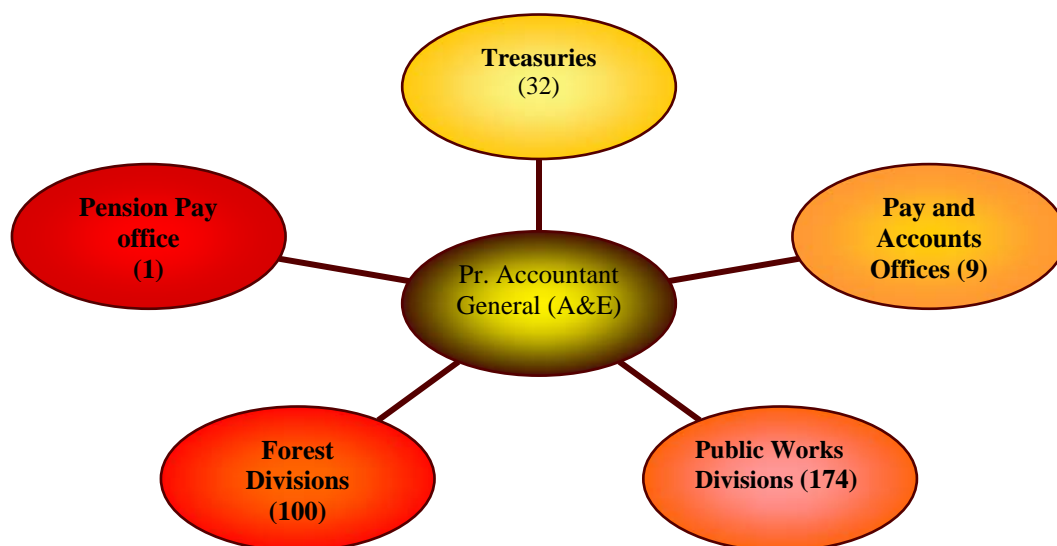 Treasuries
(32)
Pension Pay
office
(1)
Pay and
Accounts
Offices (9)
Pr. Accountant
General (A&E)
Forest
Divisions
(100)
Public Works
Divisions (174)